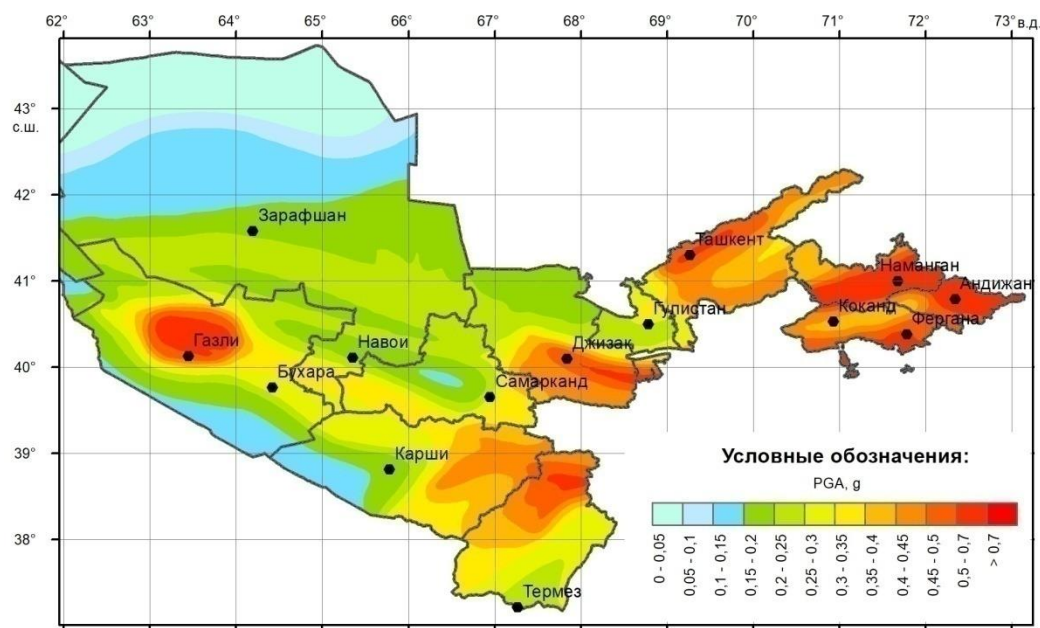 62° 63° 64° 65° 66° 67° 68° 69° 70° 71° 72° 73° в.д.
43°
с.ш.
42°
Зарафшан
Ташкент
41°
Наманган
Андижан
Коканд
Гулистан
Фергана
Газли
Навои
Джизак
40°
Бухара
Самарканд
39°
Карши
Условные обозначения:
PGA, g
38°
0 - 0,05
0,05 - 0,1
0,1 - 0,15
0,15 - 0,2
0,2 - 0,25
0,25 - 0,3
0,3 - 0,35
0,35 - 0,4
0,4 - 0,45
0,45 - 0,5
0,5 - 0,7
> 0,7
Термез